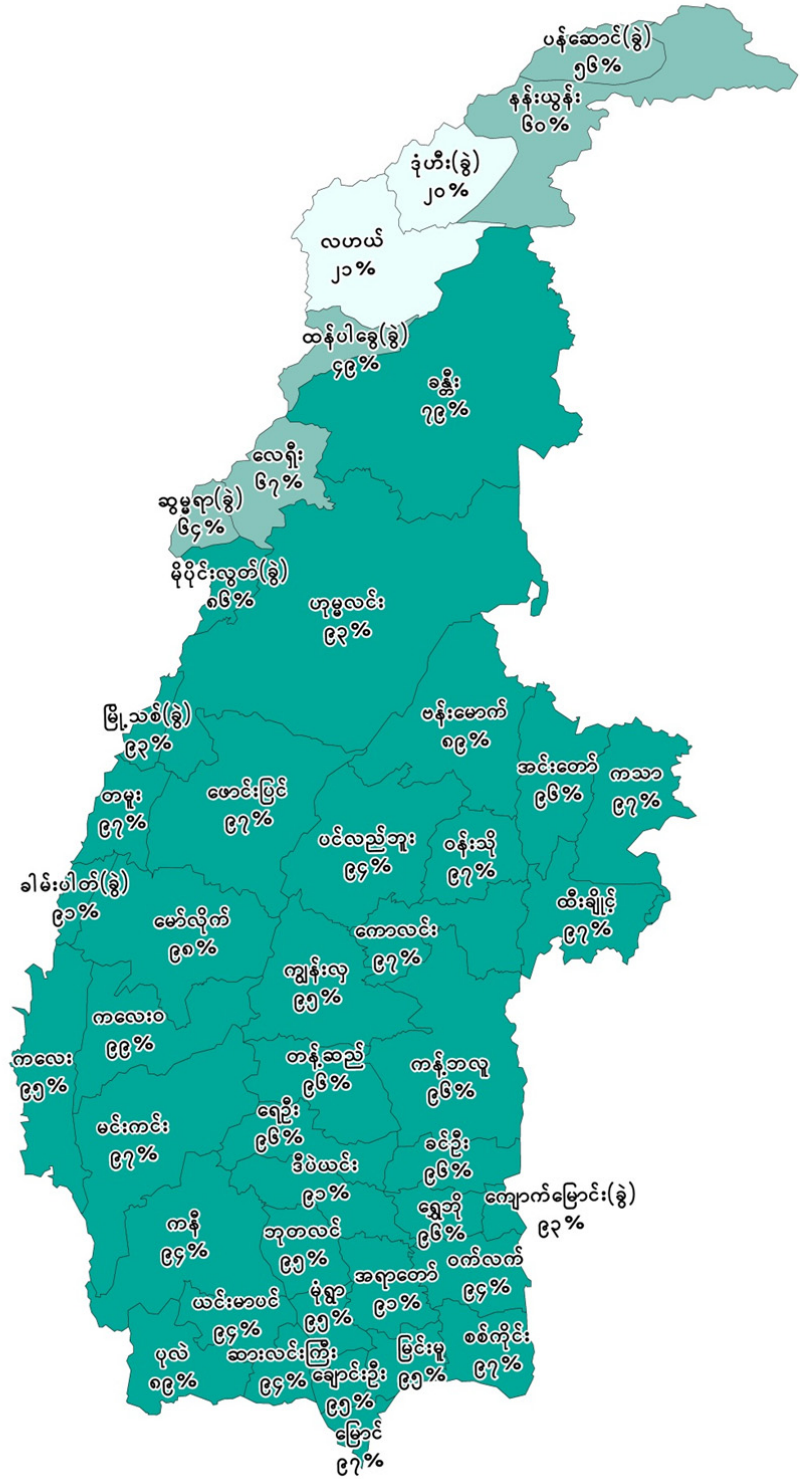 ပန်ဆောင်(ခွဲ)
၅၆%
နန်းယွန်း
၆၀%
ဒုံဟီး(ခွဲ)
၂၀%
လဟယ်
၂၁%
ထန်ပါခွေ(ခွဲ)
၄၉%
ခန္တီး
၇၉%
လေရှီး
၆၇%
ဆွမ္မရာ(ခွဲ)
၆၄%
မိုပိုင်းလွတ်(ခွဲ)
၈၆%
ဟုမ္မလင်း
၉၃%
မြို့သစ်(ခွဲ)
၉၃%
ဗန်းမောက်
၈၉%
အင်းတော်
၉၆%
ကသာ
၉၇%
တမူး
၉၇%
ဖောင်းပြင်
၉၇%
ပင်လည်ဘူး
၉၄%
ဝန်းသို
၉၇%
ခါမ်းပါတ်(ခွဲ)
၉၁%
မော်လိုက်
၉၈%
ကောလင်း
၉၇%
ထီးချိုင့်
၉၇%
ကျွန်းလှ
၉၅%
ကလေးဝ
၉၉%
ကလေး
၉၅%
တန့်ဆည်
၉၆%
ကန့်ဘလူ
၉၆%
မင်းကင်း
၉၇%
ရေဦး
၉၆%
ခင်ဦး
၉၆%
ဒီပဲယင်း
၉၁%
ရွှေဘို
၉၆%
ကျောက်မြောင်း(ခွဲ)
၉၃%
ကနီ
၉၄%
ဘုတလင်
၉၅%
ဝက်လက်
၉၄%
အရာတော်
၉၁%
မုံရွာ
၉၅%
ယင်းမာပင်
၉၄%
စစ်ကိုင်း
၉၇%
မြင်းမူ
၉၅%
ပုလဲ
၈၉%
ဆားလင်းကြီး
၉၄%
ချောင်းဦး
၉၅%
မြောင်
၉၇%